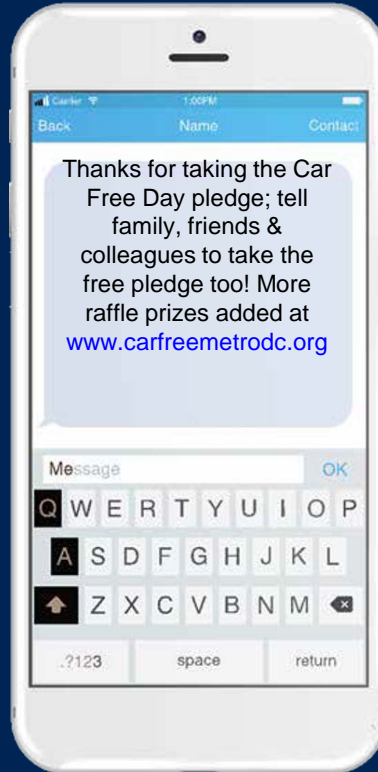 Carrier 1:00PM
Back Name Contact
Thanks for taking the Car
Free Day pledge; tell
family, friends &
colleagues to take the
free pledge too! More
raffle prizes added at
www.carfreemetrodc.org
Message OK
Q W E R T Y U I O P
A S D F G H J K L
Z X C V B N M
.?123 space return